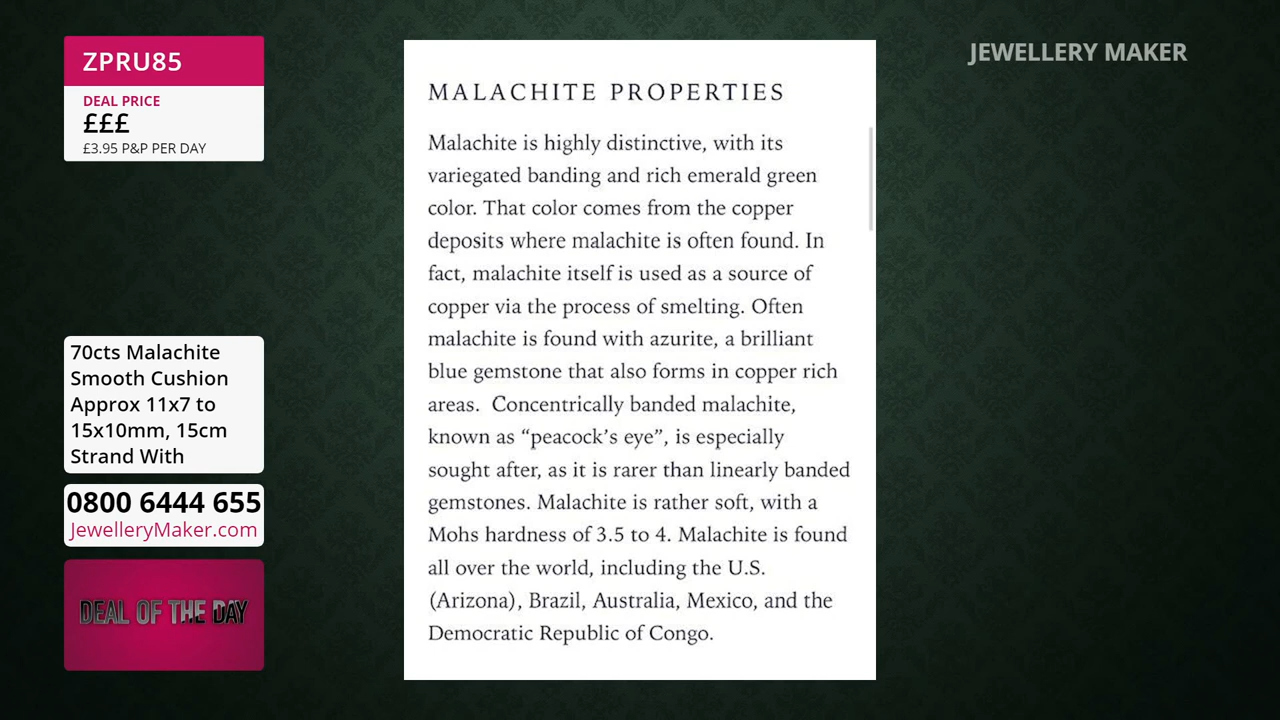 ZPRU85
DEAL PRICE
£££
£3.95 P&P PER DAY
70cts Malachite
Smooth Cushion
Approx 11x7 to
15x10mm, 15cm
Strand With
0800 6444 655
JewelleryMaker.com
DEAL OF THE DAY
MALACHITE PROPERTIES
Malachite is highly distinctive, with its
variegated banding and rich emerald green
color. That color comes from the copper
deposits where malachite is often found. In
fact, malachite itself is used as a source of
copper via the process of smelting. Often
malachite is found with azurite, a brilliant
blue gemstone that also forms in copper rich
areas.  Concentrically banded malachite,
known as “peacock’s eye”, is especially
sought after, as it is rarer than linearly banded
gemstones. Malachite is rather soft, with a
Mohs hardness of 3.5 to 4. Malachite is found
all over the world, including the U.S.
(Arizona), Brazil, Australia, Mexico, and the
Democratic Republic of Congo.
JEWELLERY MAKER